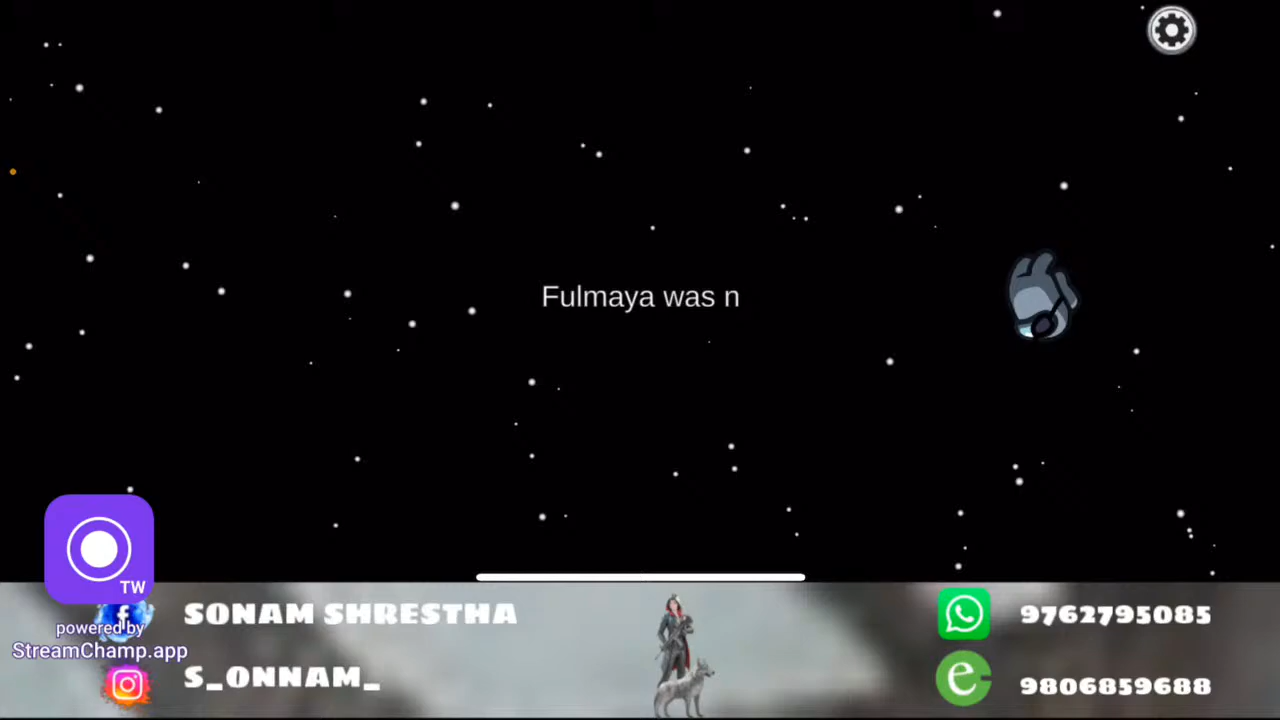 Fulmaya was n
TW
powered by
StreamChamp.app
SONAM SHRESTHA
S_ONNAM_
9762795085
9806859688